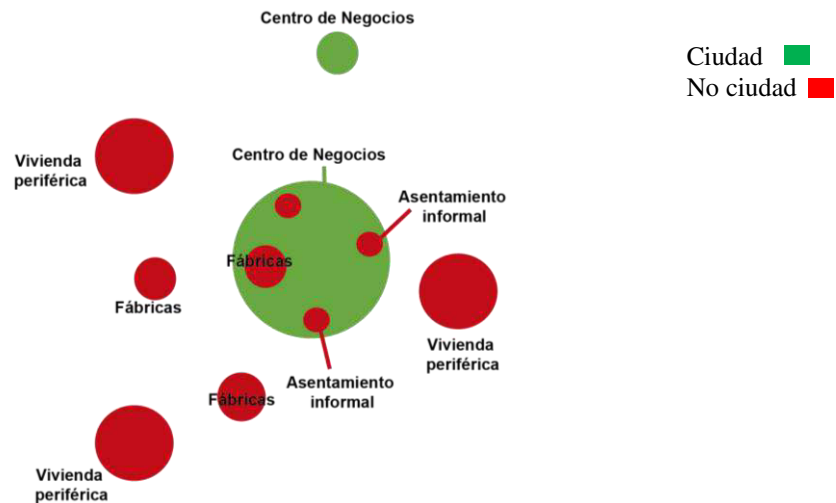 Centro de Negocios
Ciudad
No ciudad
Vivienda
periférica
Centro de Negocios
Asentamiento
informal
Fábricas
Fábricas
Vivienda
periférica
Asentamiento
informal
Fábricas
Vivienda
periférica